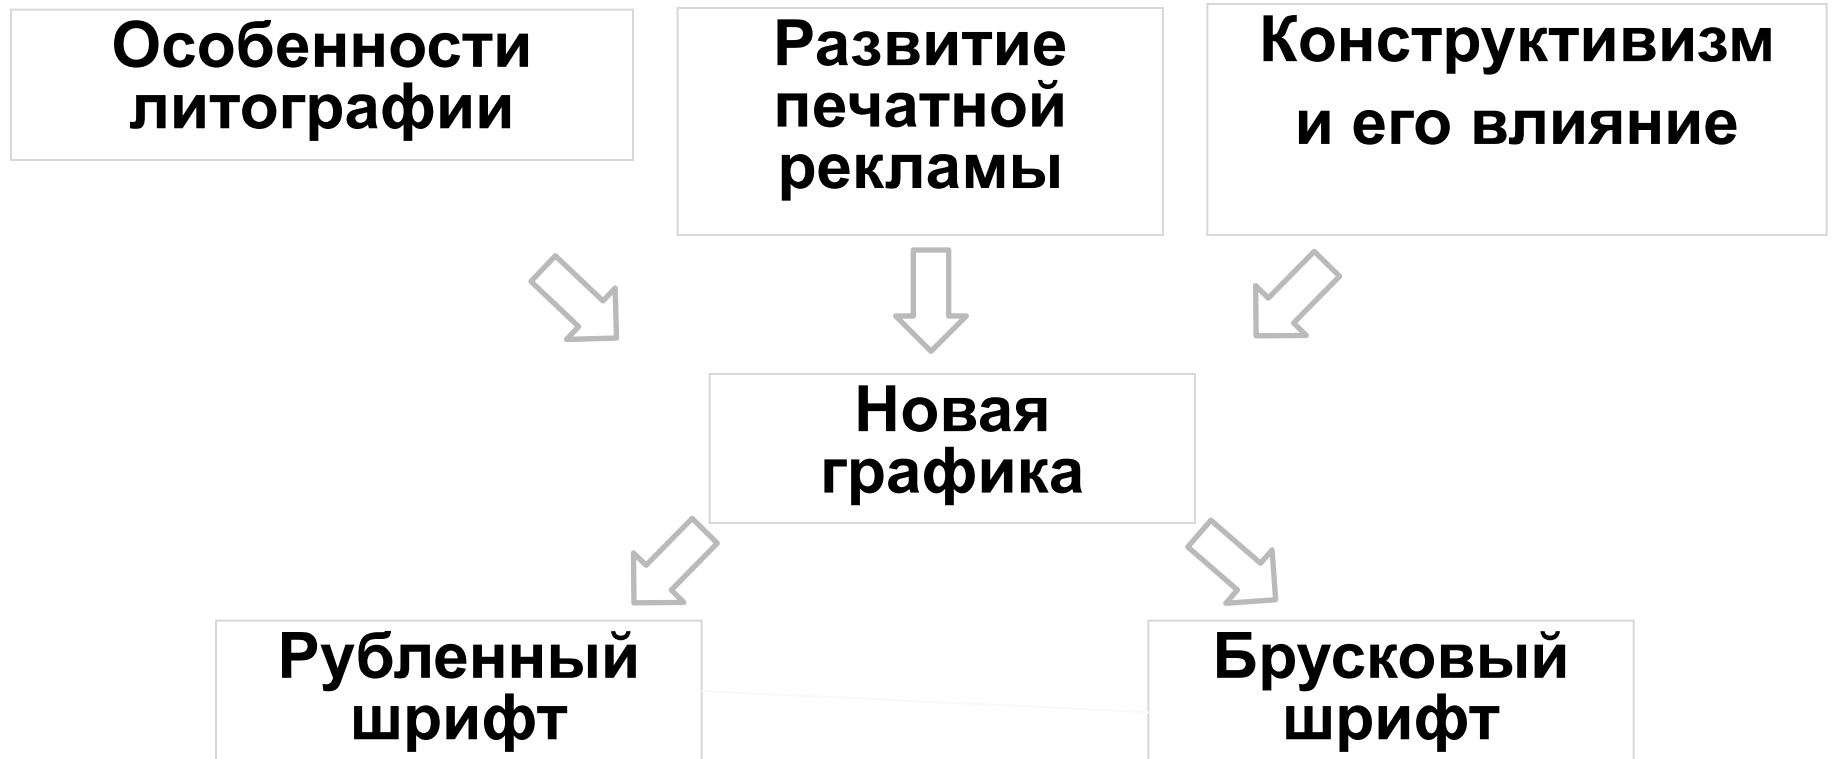 Особенности
литографии
Развитие
печатной
рекламы
Конструктивизм
и его влияние
Новая
графика
Рубленный
шрифт
Брусковый
шрифт